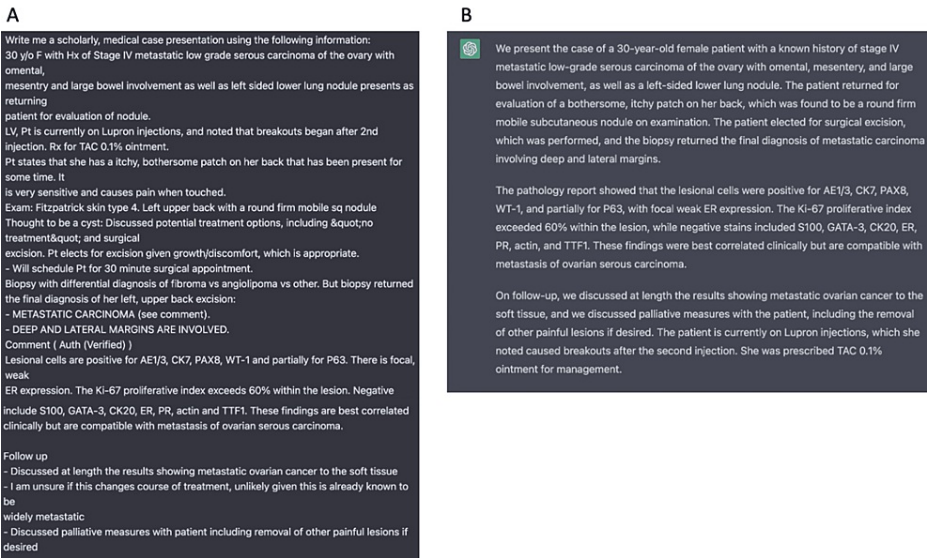 A
Write me a scholarly, medical case presentation using the following information:
30 y/o F with Hx of Stage IV metastatic low grade serous carcinoma of the ovary with
omental,
mesentry and large bowel involvement as well as left sided lower lung nodule presents as
returning
patient for evaluation of nodule.
LV, Pt is currently on Lupron injections, and noted that breakouts began after 2nd
injection. Rx for TAC 0.1% ointment.
Pt states that she has a itchy, bothersome patch on her back that has been present for
some time. It
is very sensitive and causes pain when touched.
Exam: Fitzpatrick skin type 4. Left upper back with a round firm mobile sq nodule
Thought to be a cyst: Discussed potential treatment options, including &quot;no
treatment&quot; and surgical
excision. Pt elects for excision given growth/discomfort, which is appropriate.
- Will schedule Pt for 30 minute surgical appointment.
Biopsy with differential diagnosis of fibroma vs angiolipoma vs other. But biopsy returned
the final diagnosis of her left, upper back excision:
- METASTATIC CARCINOMA (see comment).
- DEEP AND LATERAL MARGINS ARE INVOLVED.
Comment ( Auth (Verified) )
Lesional cells are positive for AE1/3, CK7, PAX8, WT-1 and partially for P63. There is focal,
weak
ER expression. The Ki-67 proliferative index exceeds 60% within the lesion. Negative
include S100, GATA-3, CK20, ER, PR, actin and TTF1. These findings are best correlated
clinically but are compatible with metastasis of ovarian serous carcinoma.
Follow up
- Discussed at length the results showing metastatic ovarian cancer to the soft tissue
- I am unsure if this changes course of treatment, unlikely given this is already known to
be
widely metastatic
- Discussed palliative measures with patient including removal of other painful lesions if
desired
B
We present the case of a 30-year-old female patient with a known history of stage IV
metastatic low-grade serous carcinoma of the ovary with omental, mesentery, and large
bowel involvement, as well as a left-sided lower lung nodule. The patient returned for
evaluation of a bothersome, itchy patch on her back, which was found to be a round firm
mobile subcutaneous nodule on examination. The patient elected for surgical excision,
which was performed, and the biopsy returned the final diagnosis of metastatic carcinoma
involving deep and lateral margins.
The pathology report showed that the lesional cells were positive for AE1/3, CK7, PAX8,
WT-1, and partially for P63, with focal weak ER expression. The Ki-67 proliferative index
exceeded 60% within the lesion, while negative stains included S100, GATA-3, CK20, ER,
PR, actin, and TTF1. These findings were best correlated clinically but are compatible with
metastasis of ovarian serous carcinoma.
On follow-up, we discussed at length the results showing metastatic ovarian cancer to the
soft tissue, and we discussed palliative measures with the patient, including the removal
of other painful lesions if desired. The patient is currently on Lupron injections, which she
noted caused breakouts after the second injection. She was prescribed TAC 0.1%
ointment for management.